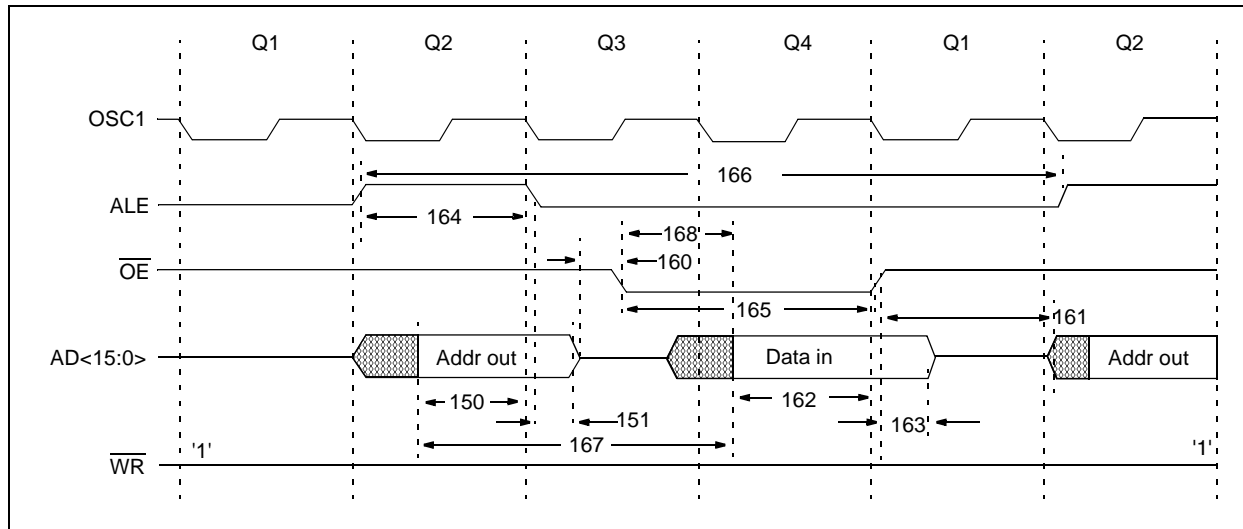 Q1 Q2 Q3 Q4 Q1 Q2
OSC1
166
ALE
164
168
OE
160
165
161
AD<15:0>
Addr out Data in Addr out
150 162
151 163
167
WR '1' '1'